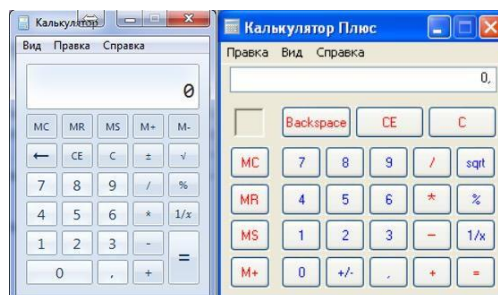 Калькулятор
Вид Правка Справка
0
MC MR MS M+ M-
← CE C ± √
7 8 9 / %
4 5 6 * 1/x
1 2 3 - =
0 , +
Калькулятор Плюс
Правка Вид Справка
0,
Backspace CE C
MC 7 8 9 / sqrt
MR 4 5 6 * %
MS 1 2 3 - 1/x
M+ 0 +/- , + =